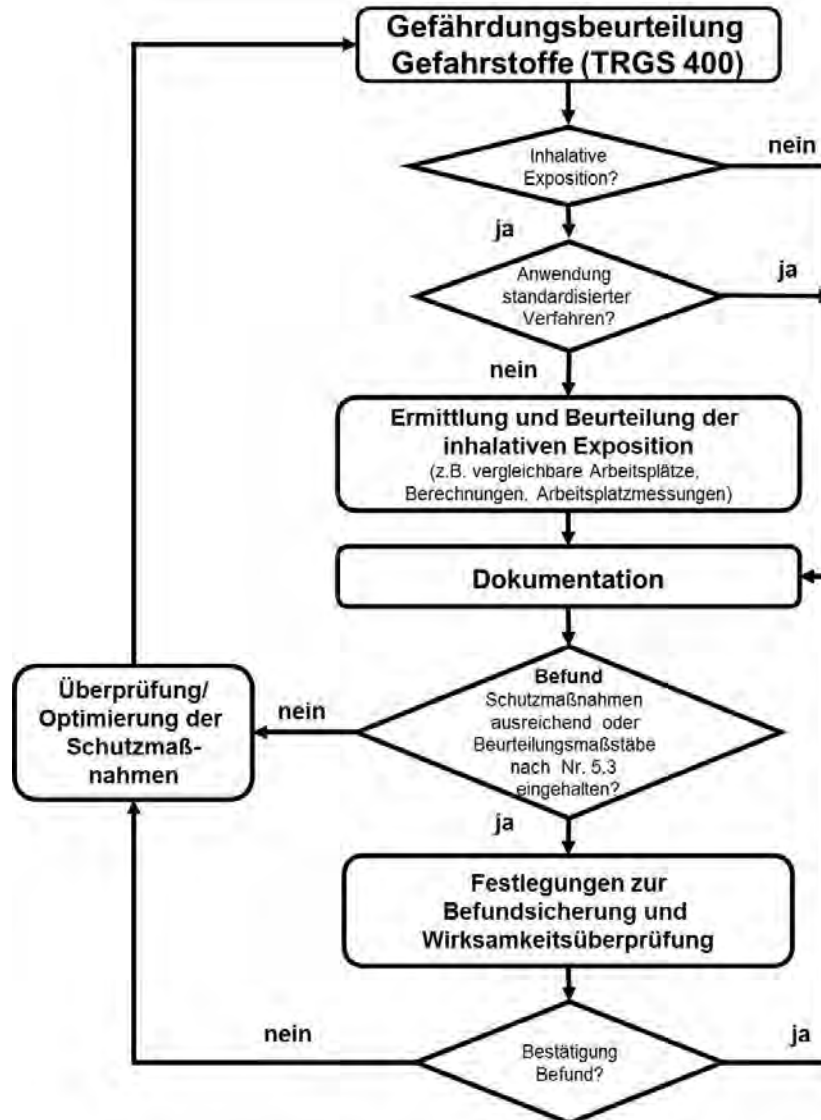 Gefährdungsbeurteilung
Gefahrstoffe (TRGS 400)
Inhalative
Exposition?
nein
ja
Anwendung
standardisierter
Verfahren?
ja
nein
Ermittlung und Beurteilung der
inhalativen Exposition
(z.B. vergleichbare Arbeitsplätze,
Berechnungen, Arbeitsplatzmessungen)
Dokumentation
Befund
Schutzmaßnahmen
ausreichend oder
Beurteilungsmaßstäbe
nach Nr. 5.3
eingehalten?
nein
Überprüfung/
Optimierung der
Schutzmaß-
nahmen
ja
Festlegungen zur
Befundsicherung und
Wirksamkeitsüberprüfung
nein
Bestätigung
Befund?
ja